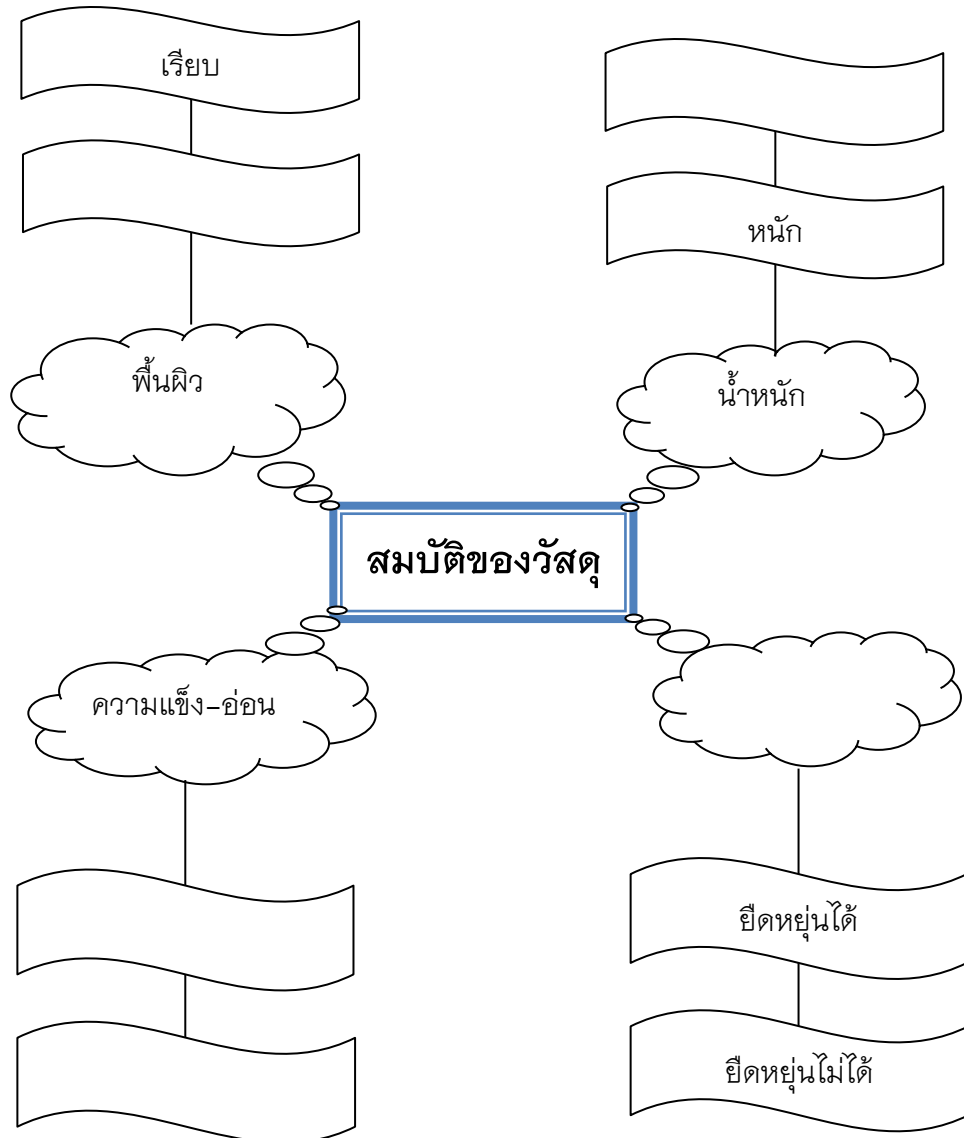 เรียบ
หนัก
พื้นผิว
น้ำหนัก
สมบัติของวัสดุ
ความแข็ง-อ่อน
ยืดหยุ่นได้
ยืดหยุ่นไม่ได้